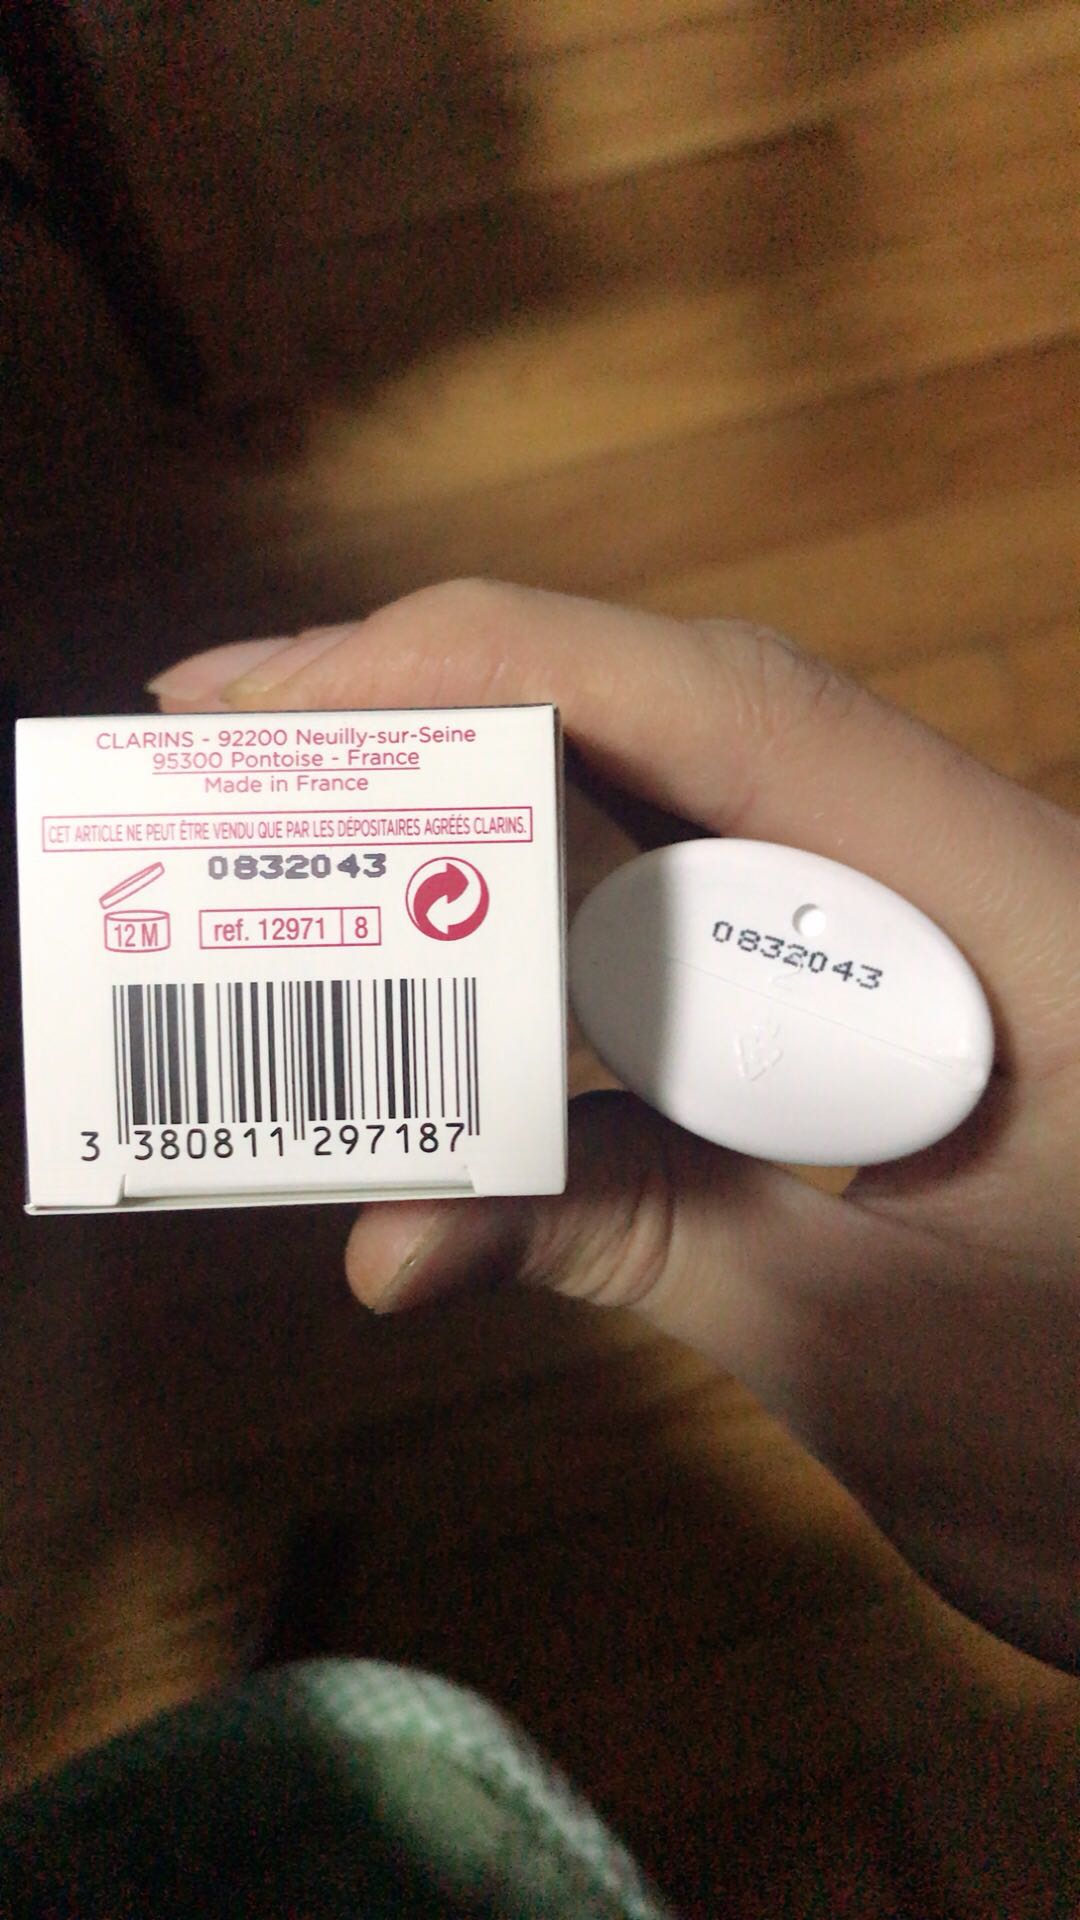 CLARINS - 92200 Neuilly-sur-Seine
95300 Pontoise - France
Made in France
CET ARTICLE NE PEUT ÊTRE VENDU QUE PAR LES DÉPOSITAIRES AGRÉÉS CLARINS.
0832043
12 M
ref. 12971 8
3 380811 297187
0832043